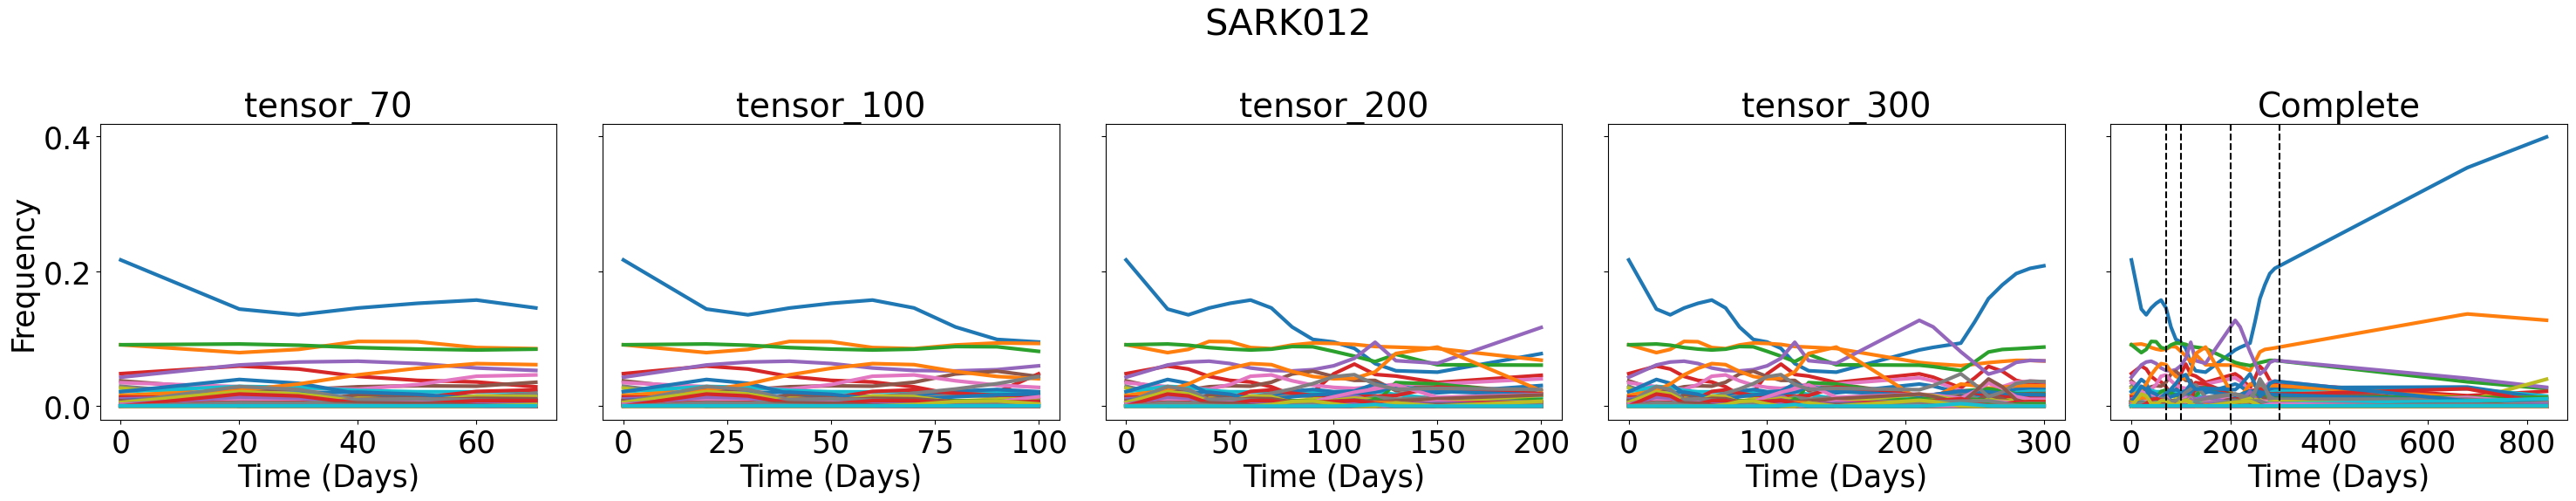 SARK012
tensor_70 tensor_100 tensor_200 tensor_300 Complete
Frequency
0.4
0.2
0.0
0 20 40 60
0 25 50 75 100
0 50 100 150 200
0 100 200 300
0 200 400 600 800
Time (Days) Time (Days) Time (Days) Time (Days) Time (Days)